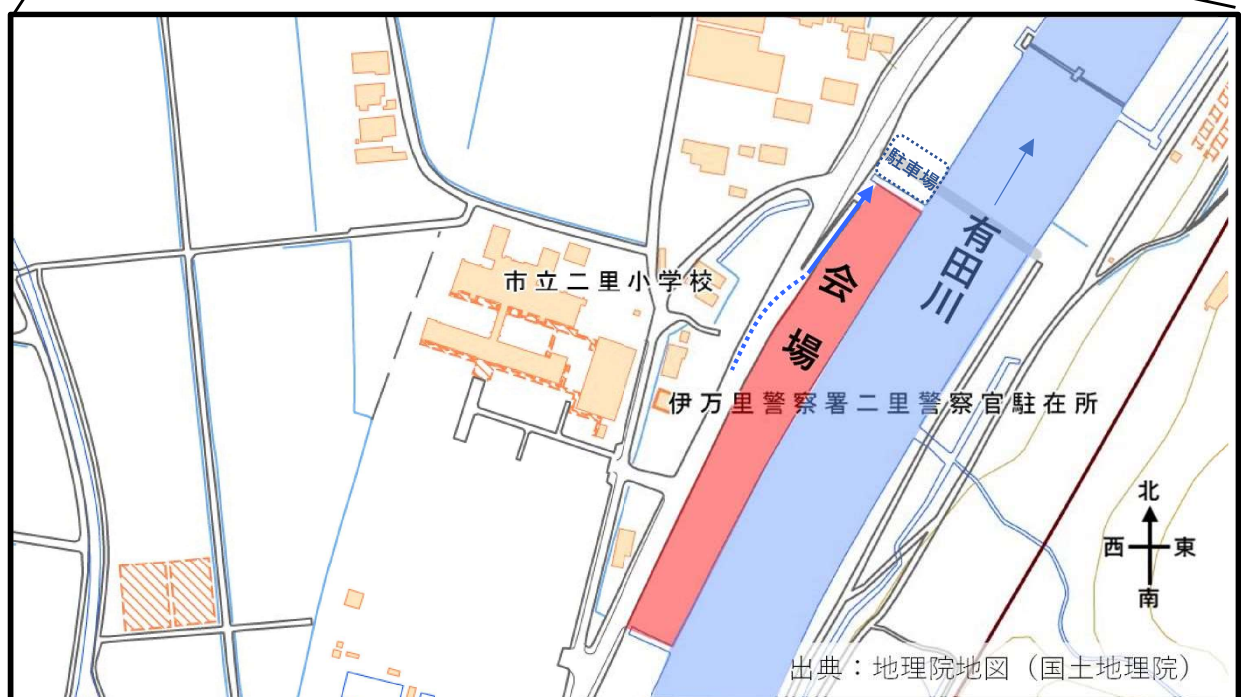 駐車場
有田川
市立二里小学校
会場
伊万里警察署二里警察官駐在所
北
西 東
南
出典：地理院地図（国土地理院）